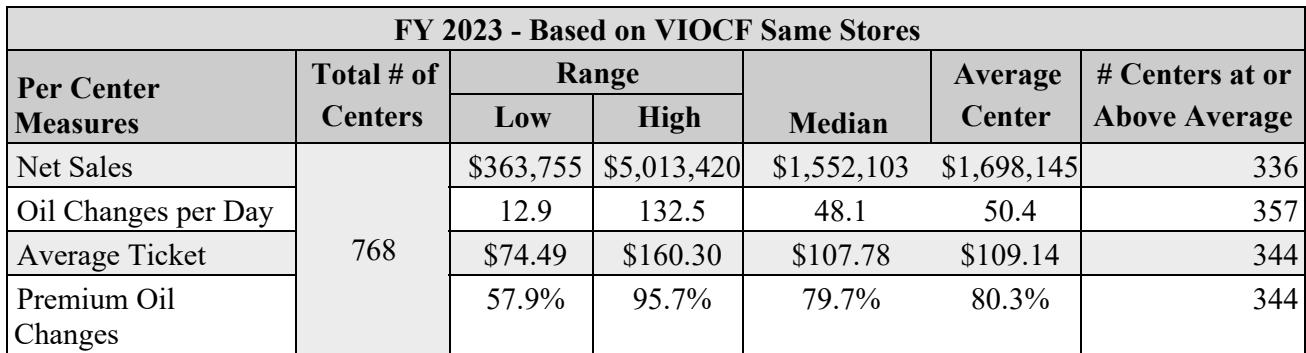 FY 2023 - Based on VIOCF Same Stores
Per Center Measures Total # of Centers Range Median Average Center # Centers at or Above Average
Low High
Net Sales 768 $363,755 $5,013,420 $1,552,103 $1,698,145 336
Oil Changes per Day 12.9 132.5 48.1 50.4 357
Average Ticket $74.49 $160.30 $107.78 $109.14 344
Premium Oil Changes 57.9% 95.7% 79.7% 80.3% 344